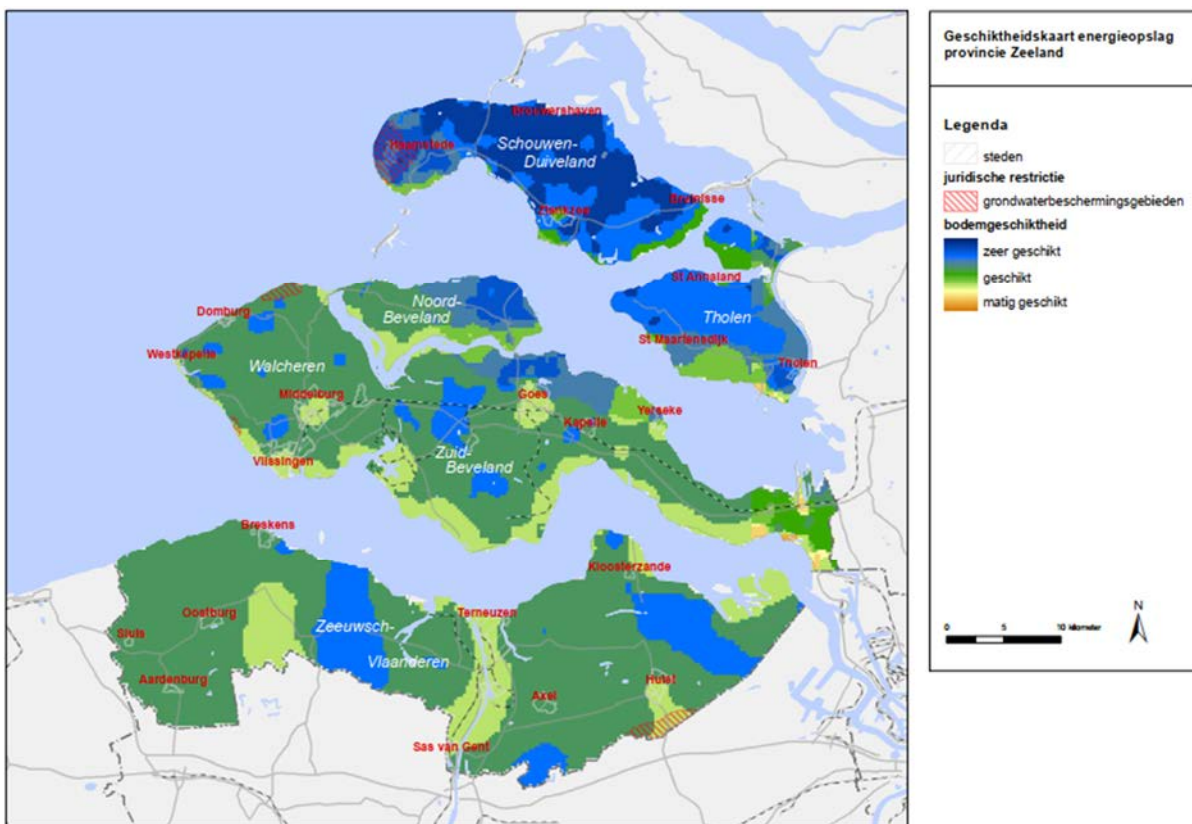 Geschiktheidskaart energieopslag
provincie Zeeland
Legenda
steden
juridische restrictie
grondwaterbeschermingsgebieden
bodemgeschiktheid
zeer geschikt
geschikt
matig geschikt
N
0
5
10 kilometer
Brouwershaven
Haamstede
Schouwen-
Duiveland
Zierikzee
Bruinisse
St Annaland
Noord-
Beveland
Tholen
Domburg
St Maartensdijk
Westkapelle
Tholen
Walcheren
Middelburg
Goes
Yerseke
Kapelle
Vlissingen
Zuid-
Beveland
Breskens
Kloosterzande
Oostburg
Terneuzen
Sluis
Zeeuwsch-
Vlaanderen
Aardenburg
Hulst
Axel
Sas van Gent